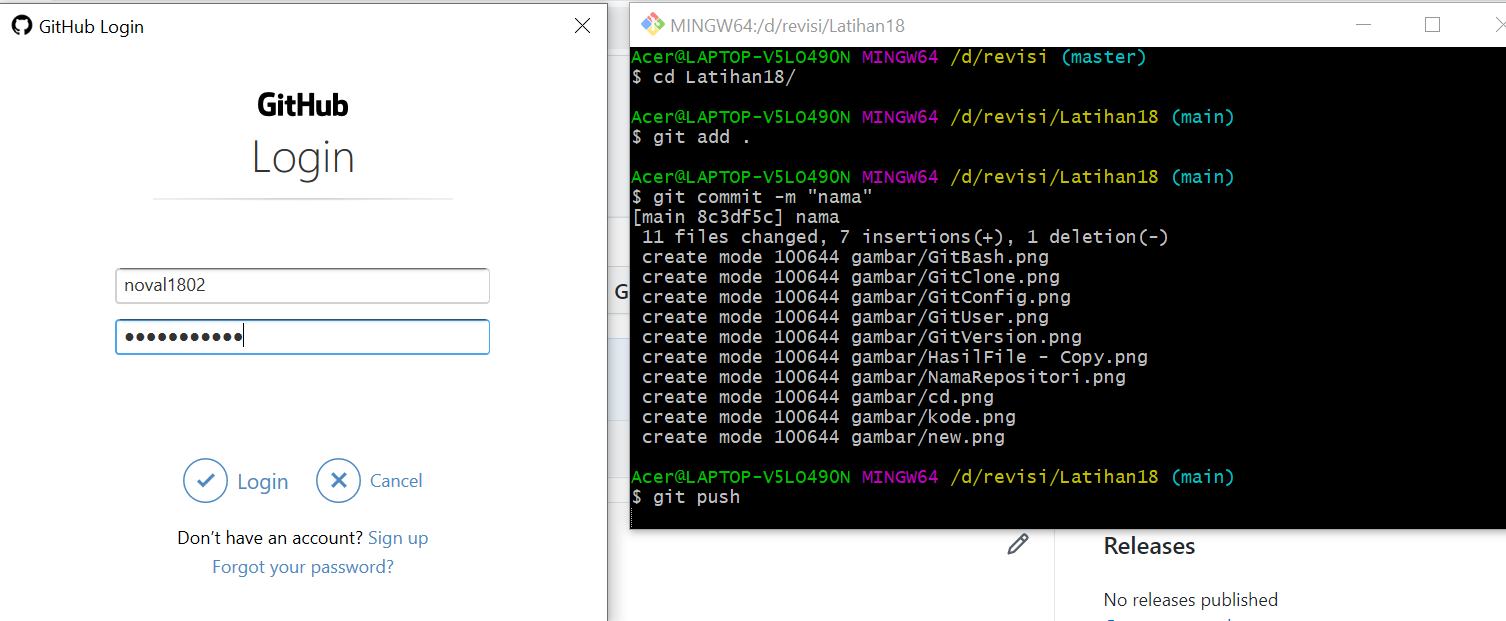 GitHub Login
GitHub
Login
noval1802
●●●●●●●●●●●
Login
Cancel
Don't have an account? Sign up
Forgot your password?
G
MINGW64:/d/revisi/Latihan18
Acer@LAPTOP-V5LO490N MINGW64 /d/revisi (master)
$ cd Latihan18/
Acer@LAPTOP-V5LO490N MINGW64 /d/revisi/Latihan18 (main)
$ git add .
Acer@LAPTOP-V5LO490N MINGW64 /d/revisi/Latihan18 (main)
$ git commit -m "nama"
[main 8c3df5c] nama
11 files changed, 7 insertions(+), 1 deletion(-)
create mode 100644 gambar/GitBash.png
create mode 100644 gambar/GitClone.png
create mode 100644 gambar/GitConfig.png
create mode 100644 gambar/GitUser.png
create mode 100644 gambar/GitVersion.png
create mode 100644 gambar/HasilFile - Copy.png
create mode 100644 gambar/NamaRepositori.png
create mode 100644 gambar/cd.png
create mode 100644 gambar/kode.png
create mode 100644 gambar/new.png
Acer@LAPTOP-V5LO490N MINGW64 /d/revisi/Latihan18 (main)
$ git push
Releases
No releases published